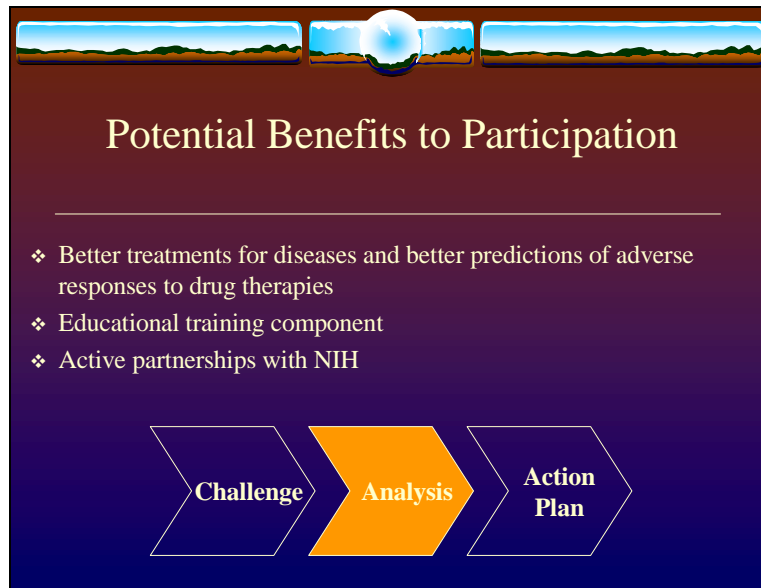 Potential Benefits to Participation
❖ Better treatments for diseases and better predictions of adverse
responses to drug therapies
❖ Educational training component
❖ Active partnerships with NIH
Challenge
Analysis
Action
Plan